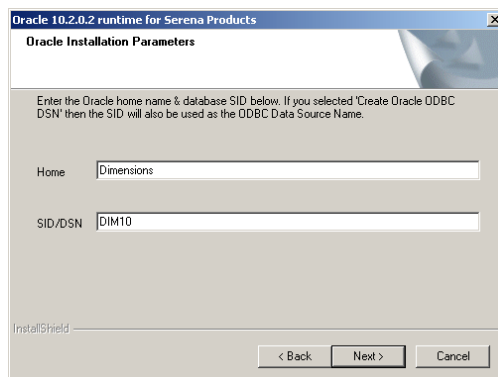 Oracle 10.2.0.2 runtime for Serena Products
Oracle Installation Parameters
Enter the Oracle home name & database SID below. If you selected 'Create Oracle ODBC
DSN' then the SID will also be used as the ODBC Data Source Name.
Home
Dimensions
SID/DSN
DIM10
InstallShield
< Back
Next >
Cancel